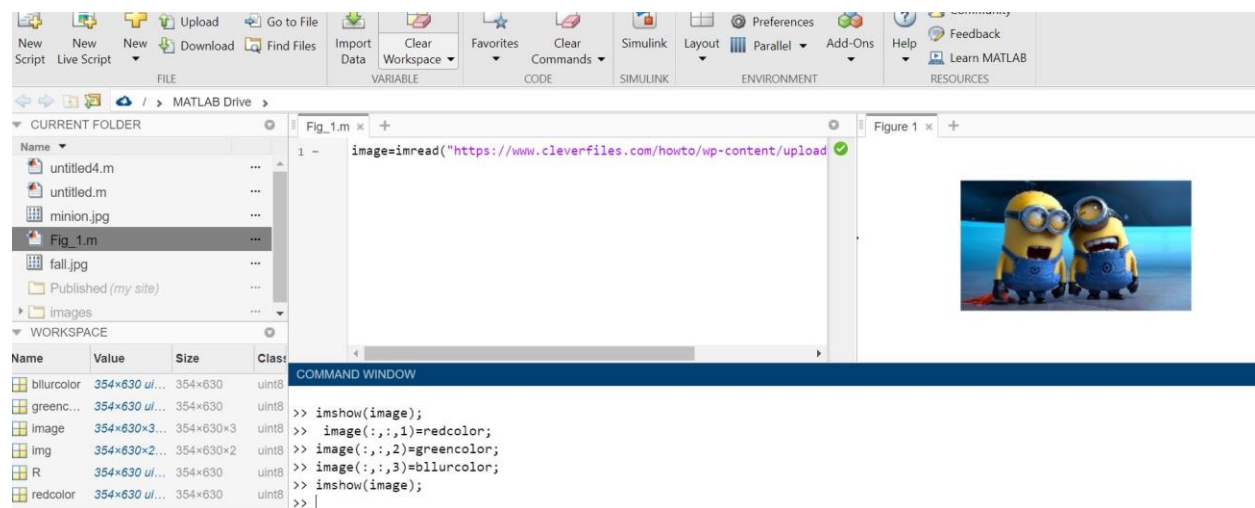 Upload
Go to File
Community
New Script
New Live Script
New
Download
Find Files
Import Data
Clear Workspace
Favorites
Clear Commands
Simulink
Layout
Preferences
Parallel
Add-Ons
Help
Feedback
Learn MATLAB
FILE
VARIABLE
CODE
SIMULINK
ENVIRONMENT
RESOURCES
/ > MATLAB Drive >
CURRENT FOLDER
Name
untitled4.m
untitled.m
minion.jpg
Fig_1.m
fall.jpg
Published (my site)
images
WORKSPACE
Name Value Size Class
bllurcolor 354×630 ui... 354×630 uint8
greenc... 354×630 ui... 354×630 uint8
image 354×630×3... 354×630×3 uint8
img 354×630×2... 354×630×2 uint8
R 354×630 ui... 354×630 uint8
redcolor 354×630 ui... 354×630 uint8
Fig_1.m × +
1 - image=imread("https://www.cleverfiles.com/howto/wp-content/upload
Figure 1 × +
COMMAND WINDOW
>> imshow(image);
>> image(:,:,1)=redcolor;
>> image(:,:,2)=greencolor;
>> image(:,:,3)=bllurcolor;
>> imshow(image);
>>